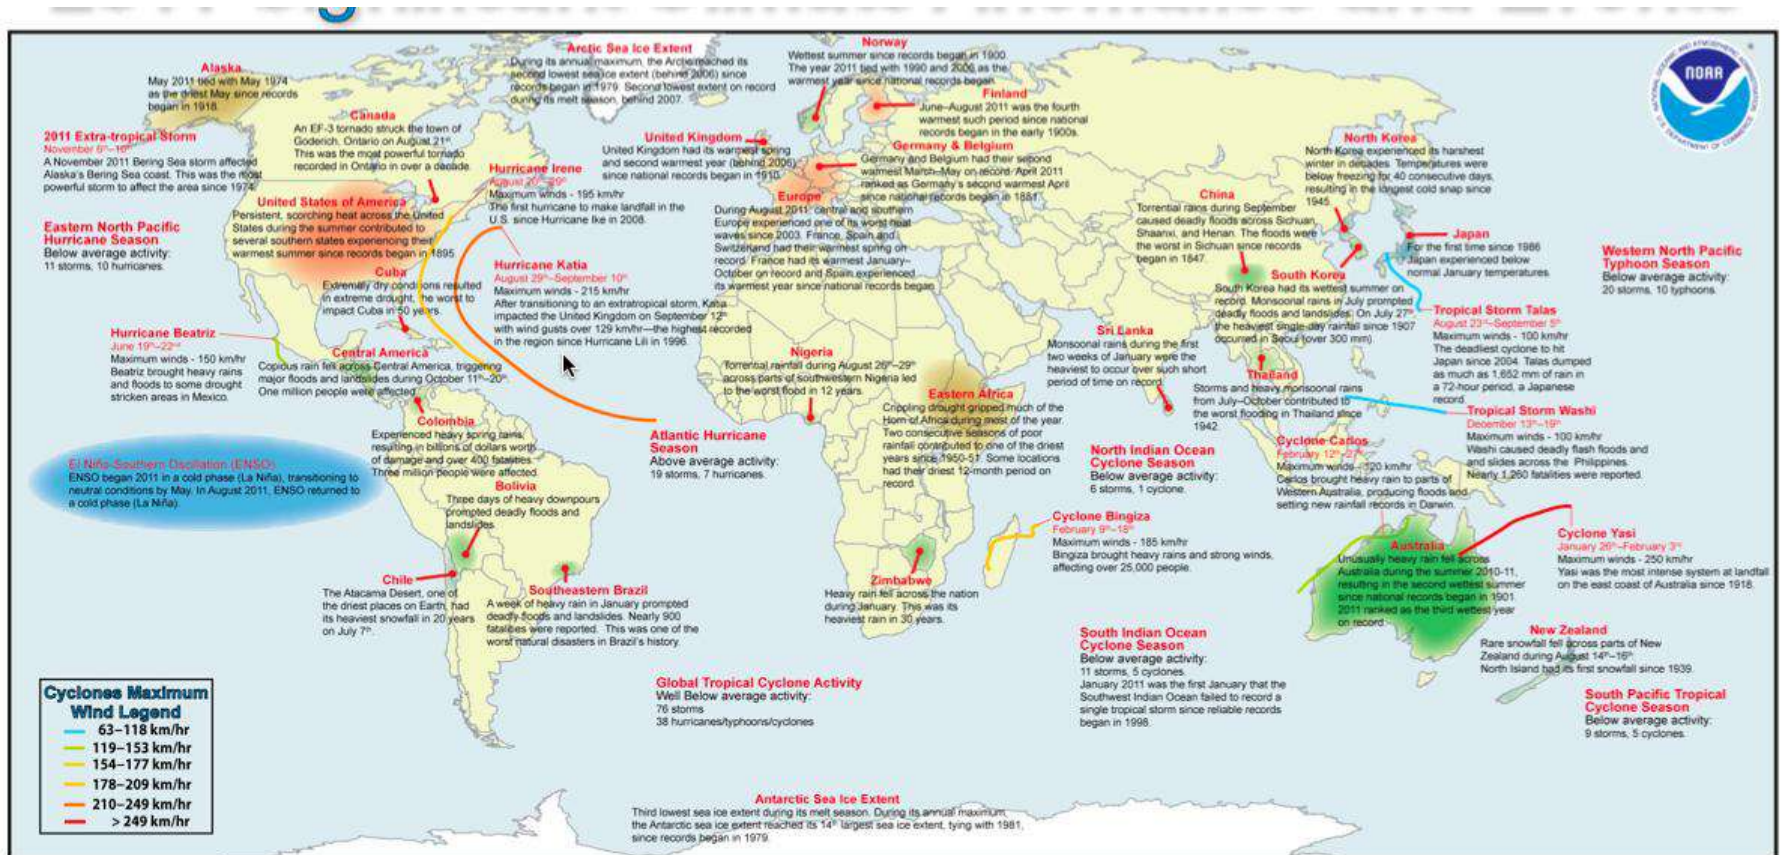 Alaska
May 2011 tied with May 1974
as the driest May since records
began in 1918.
Arctic Sea Ice Extent
During its annual maximum, the Arctic reached its
second lowest sea ice extent (behind 2006) since
records began in 1979. Second lowest extent on record
during its melt season, behind 2007.
Norway
Wettest summer since records began in 1900.
The year 2011 tied with 1990 and 2006 as the
warmest year since national records began.
NOAA
Finland
June–August 2011 was the fourth
warmest such period since national
records began in the early 1900s.
2011 Extra-tropical Storm
November 8th–10th
A November 2011 Bering Sea storm affected
Alaska's Bering Sea coast. This was the most
powerful storm to affect the area since 1974.
Canada
An EF-3 tornado struck the town of
Goderich, Ontario on August 21st.
This was the most powerful tornado
recorded in Ontario in over a decade.
United Kingdom
United Kingdom had its warmest spring
and second warmest year (behind 2006)
since national records began in 1910.
Germany & Belgium
Germany and Belgium had their second
warmest March–May on record. April 2011
ranked as Germany's second warmest April
since national records began in 1881.
North Korea
North Korea experienced its harshest
winter in decades. Temperatures were
below freezing for 40 consecutive days,
resulting in the longest cold snap since
1945.
Hurricane Irene
August 20th–29th
Maximum winds - 195 km/hr
The first hurricane to make landfall in the
U.S. since Hurricane Ike in 2008.
United States of America
Persistent, scorching heat across the United
States during the summer contributed to
several southern states experiencing their
warmest summer since records began in 1895
Europe
During August 2011, central and southern
Europe experienced one of its worst heat
waves since 2003. France, Spain and
Switzerland had their warmest spring on
record. France had its warmest January–
October on record and Spain experienced
its warmest year since national records began.
China
Torrential rains during September
caused deadly floods across Sichuan,
Shaanxi, and Henan. The floods were
the worst in Sichuan since records
began in 1847.
Japan
For the first time since 1986
Japan experienced below
normal January temperatures.
Eastern North Pacific
Hurricane Season
Below average activity:
11 storms, 10 hurricanes.
Western North Pacific
Typhoon Season
Below average activity:
20 storms, 10 typhoons.
Cuba
Extremely dry conditions resulted
in extreme drought, the worst to
impact Cuba in 50 years.
Hurricane Katia
August 29th–September 10th
Maximum winds - 215 km/hr
After transitioning to an extratropical storm, Katia
impacted the United Kingdom on September 12th
with wind gusts over 129 km/hr—the highest recorded
in the region since Hurricane Lili in 1996.
South Korea
South Korea had its wettest summer on
record. Monsoonal rains in July prompted
deadly floods and landslides. On July 27th,
the heaviest single-day rainfall since 1907
occurred in Seoul (over 300 mm).
Tropical Storm Talas
August 23rd–September 5th
Maximum winds - 100 km/hr
The deadliest cyclone to hit
Japan since 2004. Talas dumped
as much as 1,652 mm of rain in
a 72-hour period, a Japanese
record.
Hurricane Beatriz
June 19th–22nd
Maximum winds - 150 km/hr
Beatriz brought heavy rains
and floods to some drought
stricken areas in Mexico.
Central America
Copious rain fell across Central America, triggering
major floods and landslides during October 11th–20th.
One million people were affected.
Nigeria
Torrential rainfall during August 26th–29th
across parts of southwestern Nigeria led
to the worst flood in 12 years.
Sri Lanka
Monsoonal rains during the first
two weeks of January were the
heaviest to occur over such short
period of time on record.
Thailand
Storms and heavy monsoonal rains
from July–October contributed to
the worst flooding in Thailand since
1942.
Eastern Africa
Crippling drought gripped much of the
Horn of Africa during most of the year.
Two consecutive seasons of poor
rainfall contributed to one of the driest
years since 1950-51. Some locations
had their driest 12-month period on
record.
Tropical Storm Washi
December 13th–19th
Maximum winds - 100 km/hr
Washi caused deadly flash floods and
and slides across the Philippines.
Nearly 1,260 fatalities were reported.
Colombia
Experienced heavy spring rains,
resulting in billions of dollars worth
of damage and over 400 fatalities.
Three million people were affected.
Atlantic Hurricane
Season
Above average activity:
19 storms, 7 hurricanes.
North Indian Ocean
Cyclone Season
Below average activity:
6 storms, 1 cyclone.
Cyclone Carlos
February 12th–27th
Maximum winds - 120 km/hr
Carlos brought heavy rain to parts of
Western Australia, producing floods and
setting new rainfall records in Darwin.
El Niño-Southern Oscillation (ENSO)
ENSO began 2011 in a cold phase (La Niña), transitioning to
neutral conditions by May. In August 2011, ENSO returned to
a cold phase (La Niña).
Bolivia
Three days of heavy downpours
prompted deadly floods and
landslides.
Cyclone Bingiza
February 9th–18th
Maximum winds - 185 km/hr
Bingiza brought heavy rains and strong winds,
affecting over 25,000 people.
Cyclone Yasi
January 26th–February 3rd
Maximum winds - 250 km/hr
Yasi was the most intense system at landfall
on the east coast of Australia since 1918.
Australia
Unusually heavy rain fell across
Australia during the summer 2010-11,
resulting in the second wettest summer
since national records began in 1901.
2011 ranked as the third wettest year
on record.
Chile
The Atacama Desert, one of
the driest places on Earth, had
its heaviest snowfall in 20 years
on July 7th.
Southeastern Brazil
A week of heavy rain in January prompted
deadly floods and landslides. Nearly 900
fatalities were reported. This was one of the
worst natural disasters in Brazil's history.
Zimbabwe
Heavy rain fell across the nation
during January. This was its
heaviest rain in 30 years.
South Indian Ocean
Cyclone Season
Below average activity:
11 storms, 5 cyclones.
January 2011 was the first January that the
Southwest Indian Ocean failed to record a
single tropical storm since reliable records
began in 1998.
New Zealand
Rare snowfall fell across parts of New
Zealand during August 14th–16th.
North Island had its first snowfall since 1939.
Global Tropical Cyclone Activity
Well Below average activity:
76 storms
38 hurricanes/typhoons/cyclones
South Pacific Tropical
Cyclone Season
Below average activity:
9 storms, 5 cyclones.
Cyclones Maximum
Wind Legend
63–118 km/hr
119–153 km/hr
154–177 km/hr
178–209 km/hr
210–249 km/hr
> 249 km/hr
Antarctic Sea Ice Extent
Third lowest sea ice extent during its melt season. During its annual maximum,
the Antarctic sea ice extent reached its 14th largest sea ice extent, tying with 1981,
since records began in 1979.